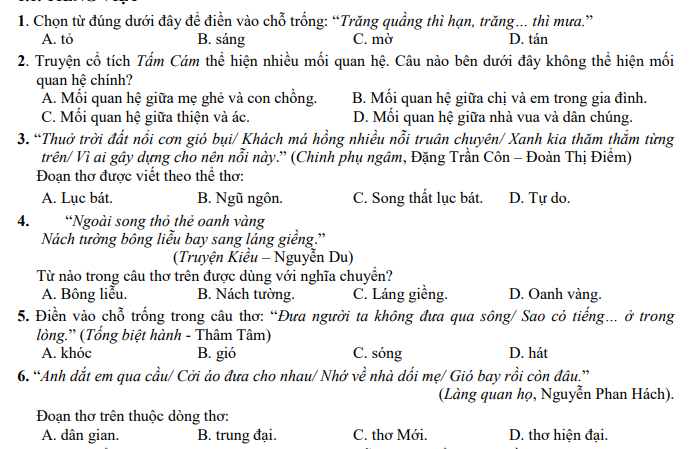 1. Chọn từ đúng dưới đây để điền vào chỗ trống: “Trăng quầng thì hạn, trăng… thì mưa.”
A. tỏ B. sáng C. mờ D. tán
2. Truyện cổ tích Tấm Cám thể hiện nhiều mối quan hệ. Câu nào bên dưới đây không thể hiện mối
quan hệ chính?
A. Mối quan hệ giữa mẹ ghẻ và con chồng. B. Mối quan hệ giữa chị và em trong gia đình.
C. Mối quan hệ giữa thiện và ác. D. Mối quan hệ giữa nhà vua và dân chúng.
3. “Thuở trời đất nổi cơn gió bụi/ Khách má hồng nhiều nỗi truân chuyên/ Xanh kia thăm thẳm từng
trên/ Vì ai gây dựng cho nên nỗi này.” (Chinh phụ ngâm, Đặng Trần Côn – Đoàn Thị Điểm)
Đoạn thơ được viết theo thể thơ:
A. Lục bát. B. Ngũ ngôn. C. Song thất lục bát. D. Tự do.
4. “Ngoài song thỏ thẻ oanh vàng
Nách tường bông liễu bay sang láng giềng.”
(Truyện Kiều – Nguyễn Du)
Từ nào trong câu thơ trên được dùng với nghĩa chuyển?
A. Bông liễu. B. Nách tường. C. Láng giềng. D. Oanh vàng.
5. Điền vào chỗ trống trong câu thơ: “Đưa người ta không đưa qua sông/ Sao có tiếng… ở trong
lòng.” (Tống biệt hành - Thâm Tâm)
A. khóc B. gió C. sóng D. hát
6. “Anh dắt em qua cầu/ Cởi áo đưa cho nhau/ Nhớ về nhà dối mẹ/ Gió bay rồi còn đâu.”
(Làng quan họ, Nguyễn Phan Hách).
Đoạn thơ trên thuộc dòng thơ:
A. dân gian. B. trung đại. C. thơ Mới. D. thơ hiện đại.